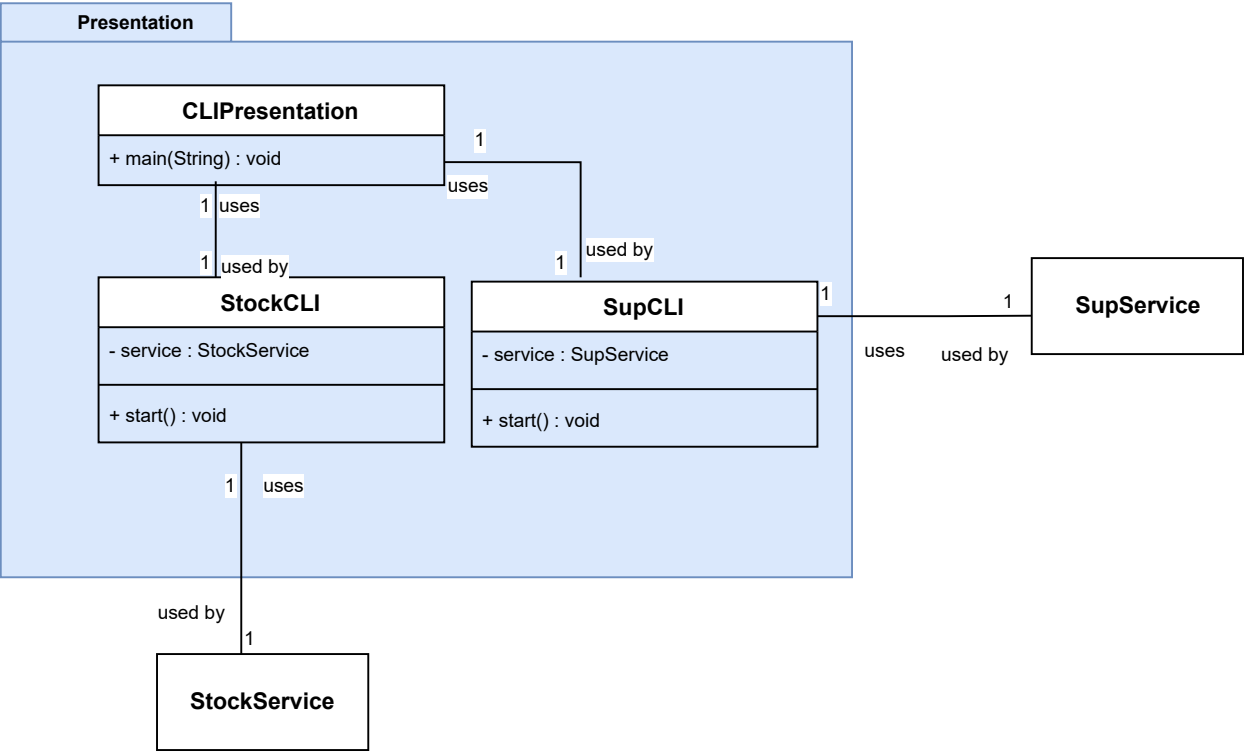 Presentation
CLIPresentation
+ main(String) : void
1
uses
1
uses
1
used by
used by
1
StockCLI
- service : StockService
+ start() : void
SupCLI
- service : SupService
+ start() : void
1
1
uses
used by
SupService
1
uses
used by
1
StockService